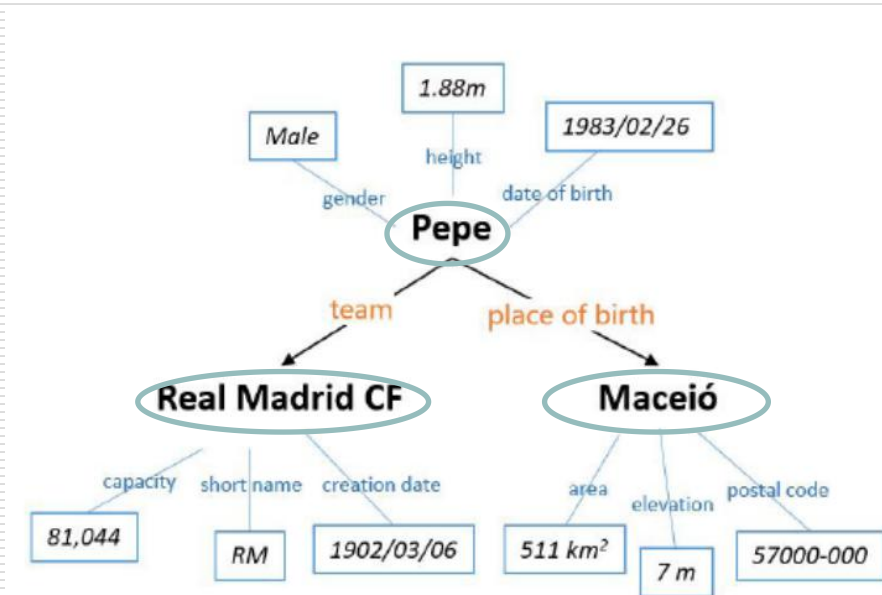 1.88m
Male
1983/02/26
height
gender
date of birth
Pepe
team
place of birth
Real Madrid CF
Maceió
capacity
short name
creation date
area
elevation
postal code
81,044
RM
1902/03/06
511 km²
7 m
57000-000